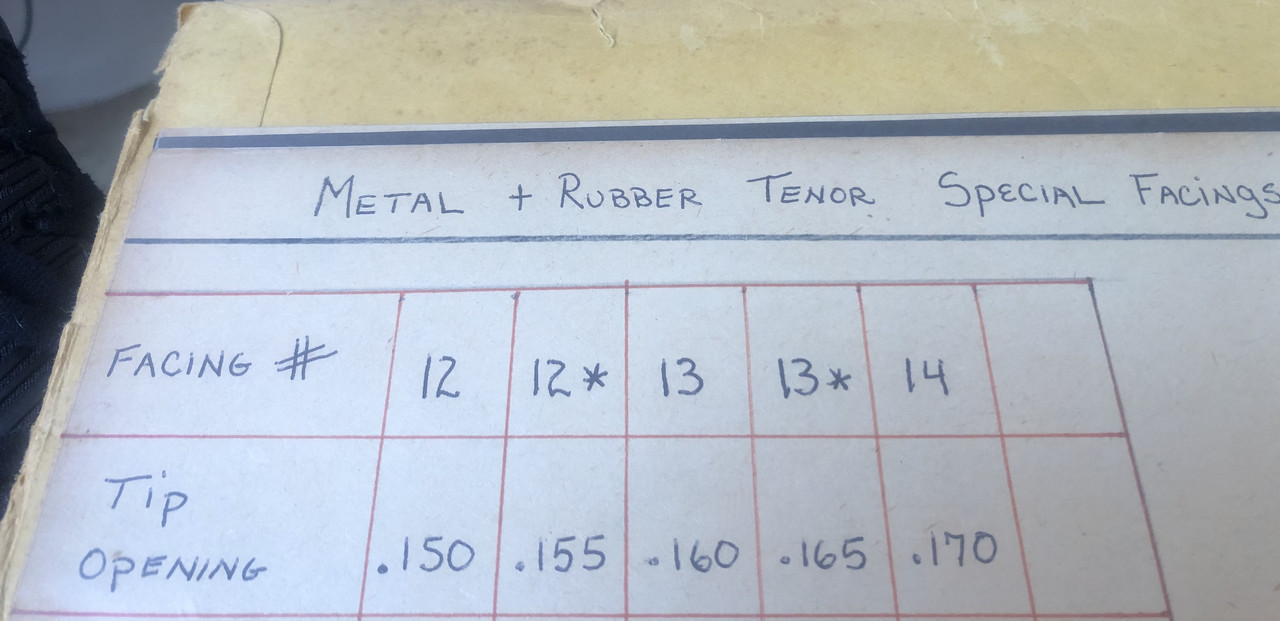 METAL + RUBBER TENOR SPECIAL FACINGS
FACING # 12 12* 13 13* 14
TiP
OPENING .150 .155 .160 .165 .170